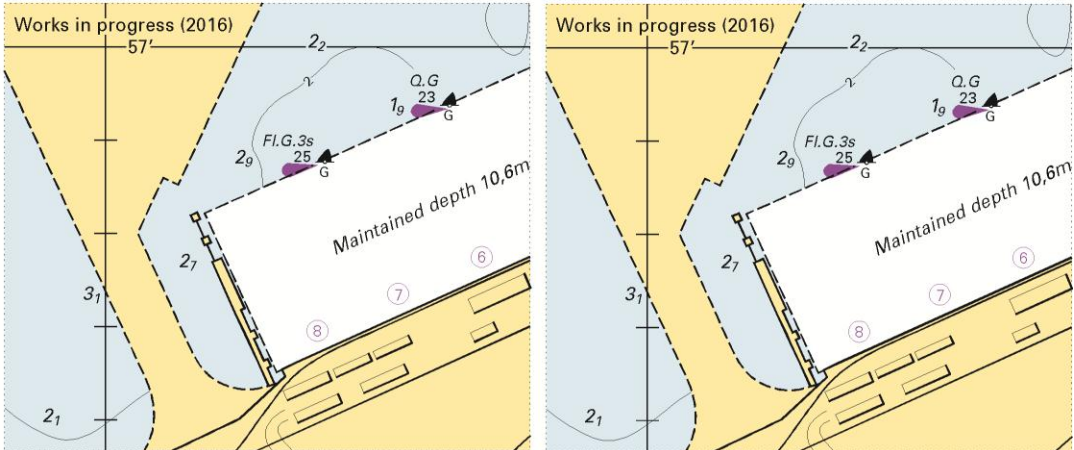 Works in progress (2016)
57′
2₂
2
Q.G
23
1₉
G
Fl.G.3s
25
2₉
G
Maintained depth 10,6m
2₇
6
3₁
7
8
2₁
Works in progress (2016)
57′
2₂
2
Q.G
23
1₉
G
Fl.G.3s
25
2₉
G
Maintained depth 10,6m
2₇
6
3₁
7
8
2₁